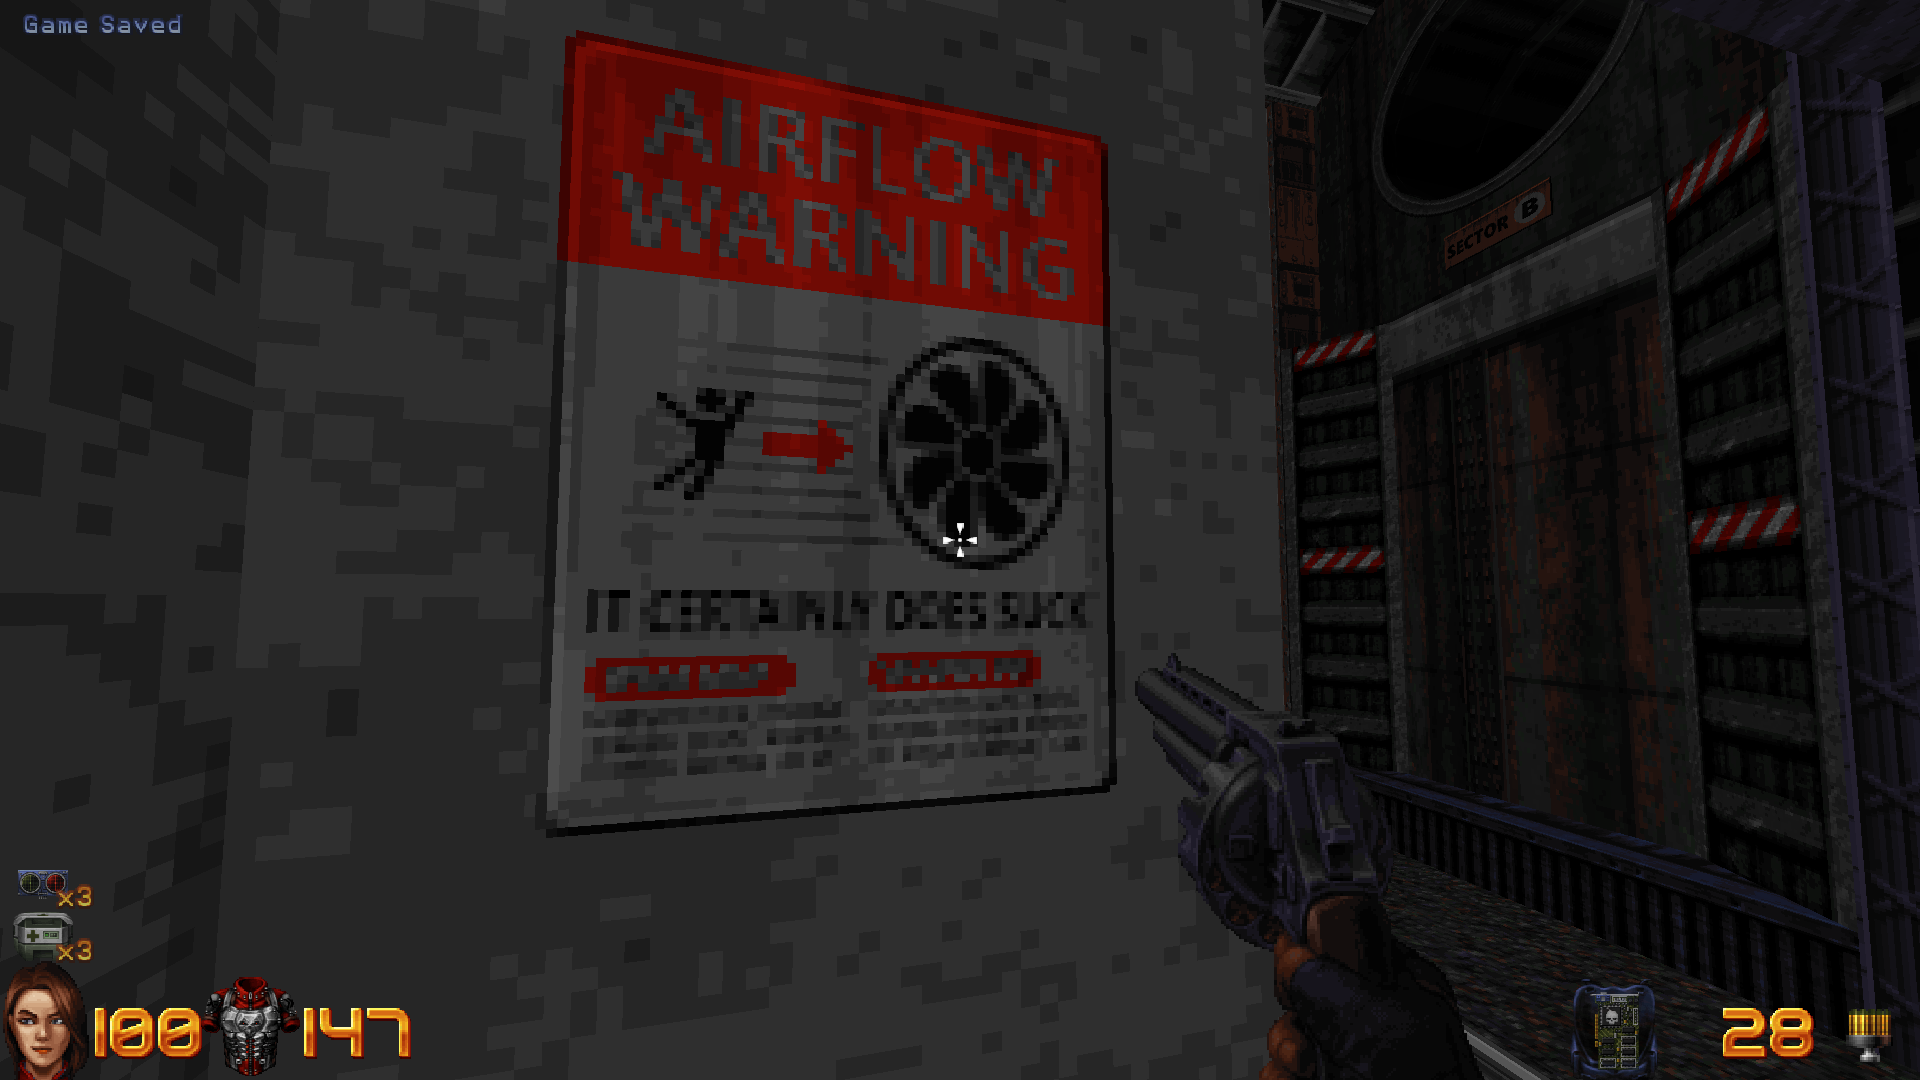 Game Saved
AIRFLOW
WARNING
SECTOR B
IT CERTAINLY DOES SUCK
x3
x3
100
147
28